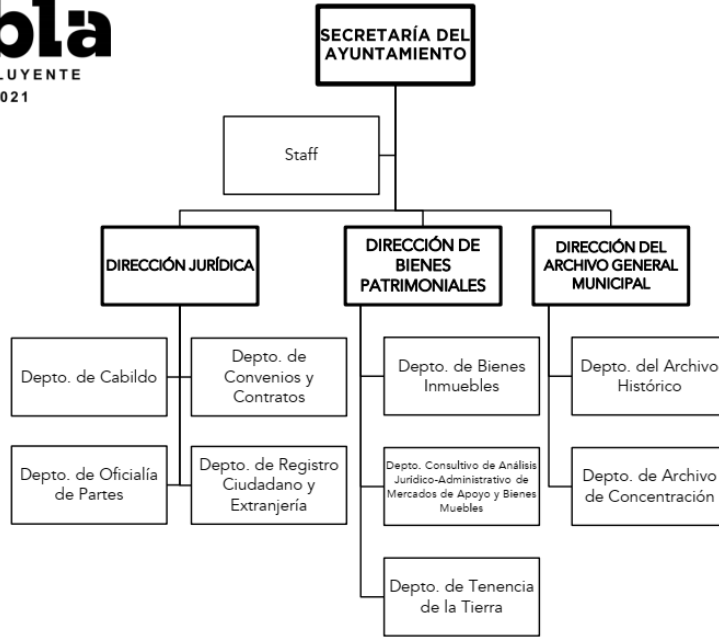 SECRETARÍA DEL
AYUNTAMIENTO
Staff
DIRECCIÓN JURÍDICA
DIRECCIÓN DE
BIENES
PATRIMONIALES
DIRECCIÓN DEL
ARCHIVO GENERAL
MUNICIPAL
Depto. de Cabildo
Depto. de
Convenios y
Contratos
Depto. de Bienes
Inmuebles
Depto. del Archivo
Histórico
Depto. de Oficialía
de Partes
Depto. de Registro
Ciudadano y
Extranjería
Depto. Consultivo de Análisis
Jurídico-Administrativo de
Mercados de Apoyo y Bienes
Muebles
Depto. de Archivo
de Concentración
Depto. de Tenencia
de la Tierra